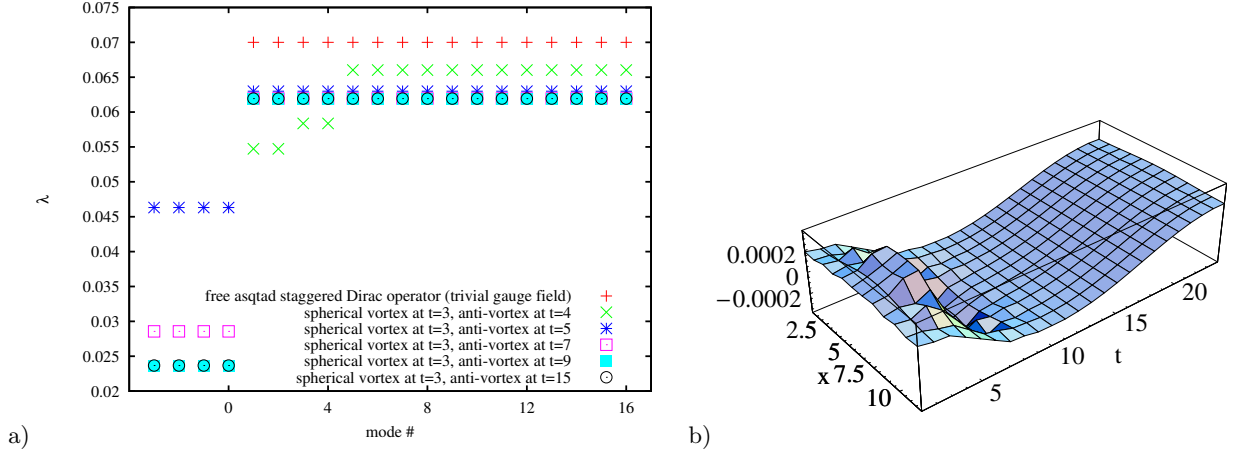 0.075
0.07
0.065
0.06
0.055
0.05
0.045
0.04
0.035
0.03
0.025
0.02
λ
free asqtad staggered Dirac operator (trivial gauge field)
spherical vortex at t=3, anti-vortex at t=4
spherical vortex at t=3, anti-vortex at t=5
spherical vortex at t=3, anti-vortex at t=7
spherical vortex at t=3, anti-vortex at t=9
spherical vortex at t=3, anti-vortex at t=15
0 4 8 12 16
mode #
a)
0.0002
0
−0.0002
2.5
5
x 7.5
10
5
10
15
20
t
b)